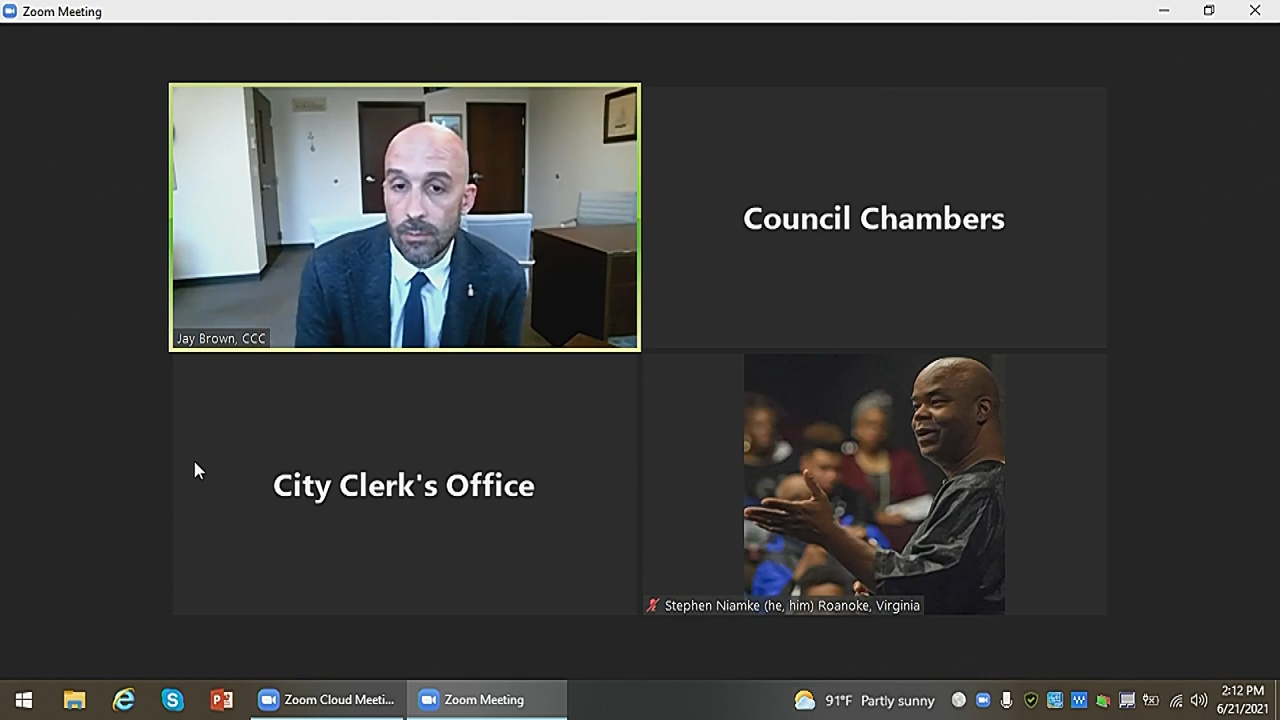 Zoom Meeting
Jay Brown, CCC
Council Chambers
City Clerk's Office
Stephen Niamke (he, him) Roanoke, Virginia
Zoom Cloud Meeti...
Zoom Meeting
91°F Partly sunny
2:12 PM
6/21/2021